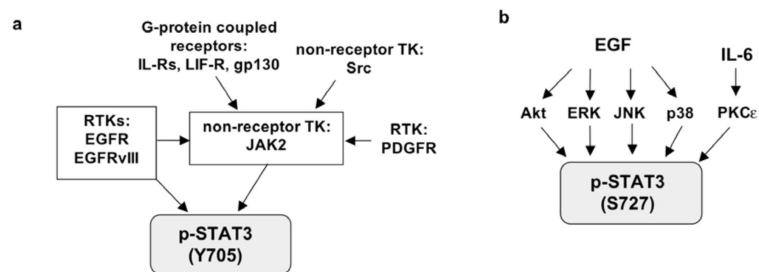 a
G-protein coupled
receptors:
IL-Rs, LIF-R, gp130
non-receptor TK:
Src
RTKs:
EGFR
EGFRvIII
non-receptor TK:
JAK2
RTK:
PDGFR
p-STAT3
(Y705)
b
EGF
IL-6
Akt ERK JNK p38 PKCε
p-STAT3
(S727)